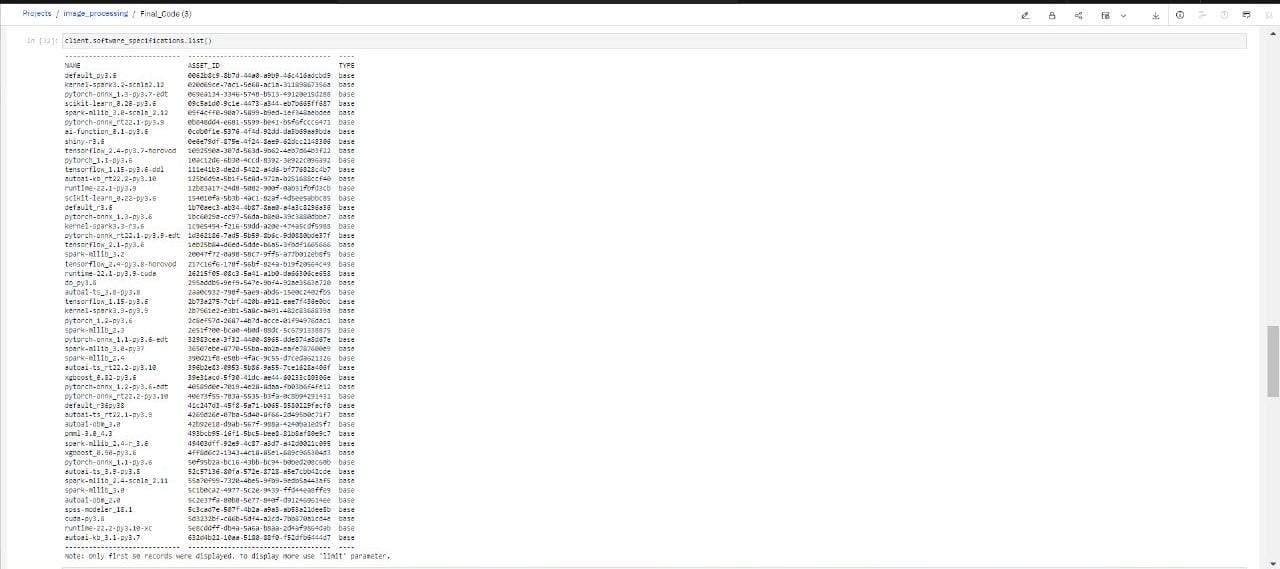 Projects / image_processing / Final_Code (3)
In [32]: client.software_specifications.list()
NAME ASSET_ID TYPE
default_py3.6 0062b8c9-8b7d-44a0-a9b9-46c416adcbd9 base
kernel-spark3.2-scala2.12 020d69ce-7ac1-5e68-ac1a-31189867356a base
pytorch-onnx_1.3-py3.7-edt 069ea134-3346-5748-b513-49120e15d288 base
scikit-learn_0.20-py3.6 09c5a1d0-9c1e-4473-a344-eb7b665ff687 base
spark-mllib_3.0-scala_2.12 09f4cff0-90a7-5899-b9ed-1ef348aebdee base
pytorch-onnx_rt22.1-py3.9 0b848dd4-e681-5599-be41-b5f6fccc6471 base
ai-function_0.1-py3.6 0cdb0f1e-5376-4f4d-92dd-da3b69aa9bda base
shiny-r3.6 0e6e79df-875e-4f24-8ae9-62dcc2148306 base
tensorflow_2.4-py3.7-horovod 1092590a-307d-563d-9b62-4eb7d64b3f22 base
pytorch_1.1-py3.6 10ac12d6-6b30-4ccd-8392-3e922c096a92 base
tensorflow_1.15-py3.6-ddl 111e41b3-de2d-5422-a4d6-bf776828c4b7 base
autoai-kb_rt22.2-py3.10 125b6d9a-5b1f-5e8d-972a-b251688ccf40 base
runtime-22.1-py3.9 12b83a17-24d8-5082-900f-0ab31fbfd3cb base
scikit-learn_0.22-py3.6 154010fa-5b3b-4ac1-82af-4d5ee5abbc85 base
default_r3.6 1b70aec3-ab34-4b87-8aa0-a4a3c8296a36 base
pytorch-onnx_1.3-py3.6 1bc6029a-cc97-56da-b8e0-39c3880dbbe7 base
kernel-spark3.3-r3.6 1c9e5454-f216-59dd-a20e-474a5cdf5988 base
pytorch-onnx_rt22.1-py3.9-edt 1d362186-7ad5-5b59-8b6c-9d0880bde37f base
tensorflow_2.1-py3.6 1eb25b84-d6ed-5dde-b6a5-3fbdf1665666 base
spark-mllib_3.2 20047f72-0a98-58c7-9ff5-a77b012eb8f5 base
tensorflow_2.4-py3.8-horovod 217c16f6-178f-56bf-824a-b19f20564c49 base
runtime-22.1-py3.9-cuda 26215f05-08c3-5a41-a1b0-da66306ce658 base
do_py3.8 295addb5-9ef9-547e-9bf4-92ae3563e720 base
autoai-ts_3.8-py3.8 2aa0c932-798f-5ae9-abd6-15e0c2402fb5 base
tensorflow_1.15-py3.6 2b73a275-7cbf-420b-a912-eae7f436e0bc base
kernel-spark3.3-py3.9 2b7961e2-e3b1-5a8c-a491-482c8368839a base
pytorch_1.2-py3.6 2c8ef57d-2687-4b7d-acce-01f94976dac1 base
spark-mllib_2.3 2e51f700-bca0-4b0d-88dc-5c6791338875 base
pytorch-onnx_1.1-py3.6-edt 32983cea-3f32-4400-8965-dde874a8d67e base
spark-mllib_3.0-py37 36507ebe-8770-55ba-ab2a-eafe787600e9 base
spark-mllib_2.4 390d21f8-e58b-4fac-9c55-d7ceda621326 base
autoai-ts_rt22.2-py3.10 396b2e83-0953-5b86-9a55-7ce1628a406f base
xgboost_0.82-py3.6 39e31acd-5f30-41dc-ae44-60233c80306e base
pytorch-onnx_1.2-py3.6-edt 40589d0e-7019-4e28-8daa-fb03b6f4fe12 base
pytorch-onnx_rt22.2-py3.10 40e73f55-783a-5535-b3fa-0c8b94291431 base
default_r36py38 41c247d3-45f8-5a71-b065-8580229facf0 base
autoai-ts_rt22.1-py3.9 4269d26e-07ba-5d40-8f66-2d495b0c71f7 base
autoai-obm_3.0 42b92e18-d9ab-567f-988a-4240ba1ed5f7 base
pmml-3.0_4.3 493bcb95-16f1-5bc5-bee8-81b8af80e9c7 base
spark-mllib_2.4-r_3.6 49403dff-92e9-4c87-a3d7-a42d0021c095 base
xgboost_0.90-py3.6 4ff8d6c2-1343-4c18-85e1-689c965304d3 base
pytorch-onnx_1.1-py3.6 50f95b2a-bc16-43bb-bc94-b0bed208c60b base
autoai-ts_3.9-py3.8 52c57136-80fa-572e-8728-a5e7cbb42cde base
spark-mllib_2.4-scala_2.11 55a70f99-7320-4be5-9fb9-9edb5a443af5 base
spark-mllib_3.0 5c1b0ca2-4977-5c2e-9439-ffd44ea8ffe9 base
autoai-obm_2.0 5c2e37fa-80b8-5e77-840f-d912469614ee base
spss-modeler_18.1 5c3cad7e-507f-4b2a-a9a3-ab53a21dee8b base
cuda-py3.8 5d3232bf-c86b-5df4-a2cd-7bb870a1cd4e base
runtime-22.2-py3.10-xc 5e8cddff-db4a-5a6a-b8aa-2d4af9864dab base
autoai-kb_3.1-py3.7 632d4b22-10aa-5180-88f0-f52dfb6444d7 base
Note: Only first 50 records were displayed. To display more use 'limit' parameter.